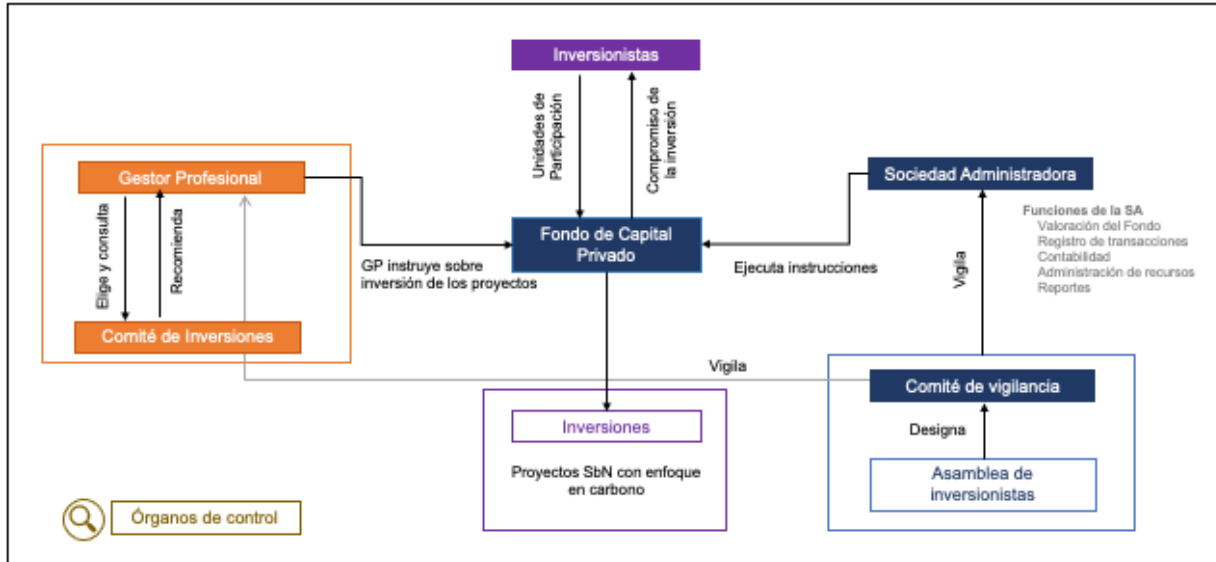 Inversionistas
Unidades de
Participación
Compromiso de
la inversión
Gestor Profesional
Elige y consulta
Recomienda
Comité de Inversiones
GP instruye sobre
inversión de los proyectos
Fondo de Capital
Privado
Ejecuta instrucciones
Sociedad Administradora
Funciones de la SA
Valoración del Fondo
Registro de transacciones
Contabilidad
Administración de recursos
Reportes
Vigila
Vigila
Comité de vigilancia
Designa
Asamblea de
inversionistas
Inversiones
Proyectos SbN con enfoque
en carbono
Órganos de control